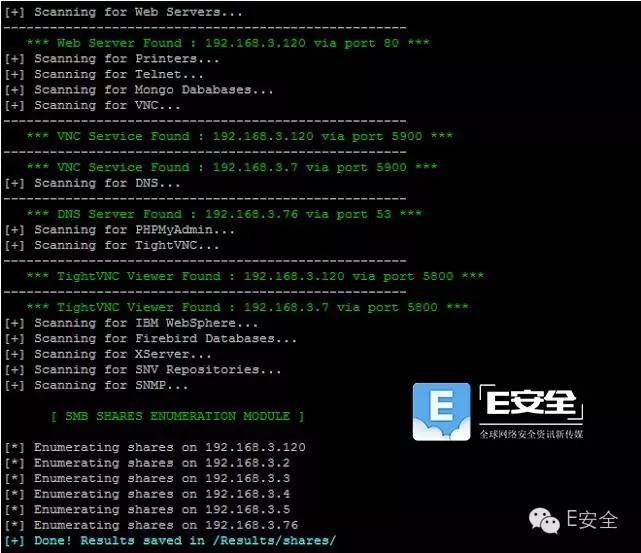 [+] Scanning for Web Servers...
----------------------------------------------------
*** Web Server Found : 192.168.3.120 via port 80 ***
[+] Scanning for Printers...
[+] Scanning for Telnet...
[+] Scanning for Mongo Dababases...
[+] Scanning for VNC...
----------------------------------------------------
*** VNC Service Found : 192.168.3.120 via port 5900 ***
----------------------------------------------------
*** VNC Service Found : 192.168.3.7 via port 5900 ***
[+] Scanning for DNS...
----------------------------------------------------
*** DNS Server Found : 192.168.3.76 via port 53 ***
[+] Scanning for PHPMyAdmin...
[+] Scanning for TightVNC...
----------------------------------------------------
*** TightVNC Viewer Found : 192.168.3.120 via port 5800 ***
----------------------------------------------------
*** TightVNC Viewer Found : 192.168.3.7 via port 5800 ***
[+] Scanning for IBM WebSphere...
[+] Scanning for Firebird Databases...
[+] Scanning for XServer...
[+] Scanning for SNV Repositories...
[+] Scanning for SNMP...
[ SMB SHARES ENUMERATION MODULE ]
[*] Enumerating shares on 192.168.3.120
[*] Enumerating shares on 192.168.3.2
[*] Enumerating shares on 192.168.3.3
[*] Enumerating shares on 192.168.3.4
[*] Enumerating shares on 192.168.3.5
[*] Enumerating shares on 192.168.3.76
[+] Done! Results saved in /Results/shares/
E
E安全
全球网络安全资讯新传媒
E安全